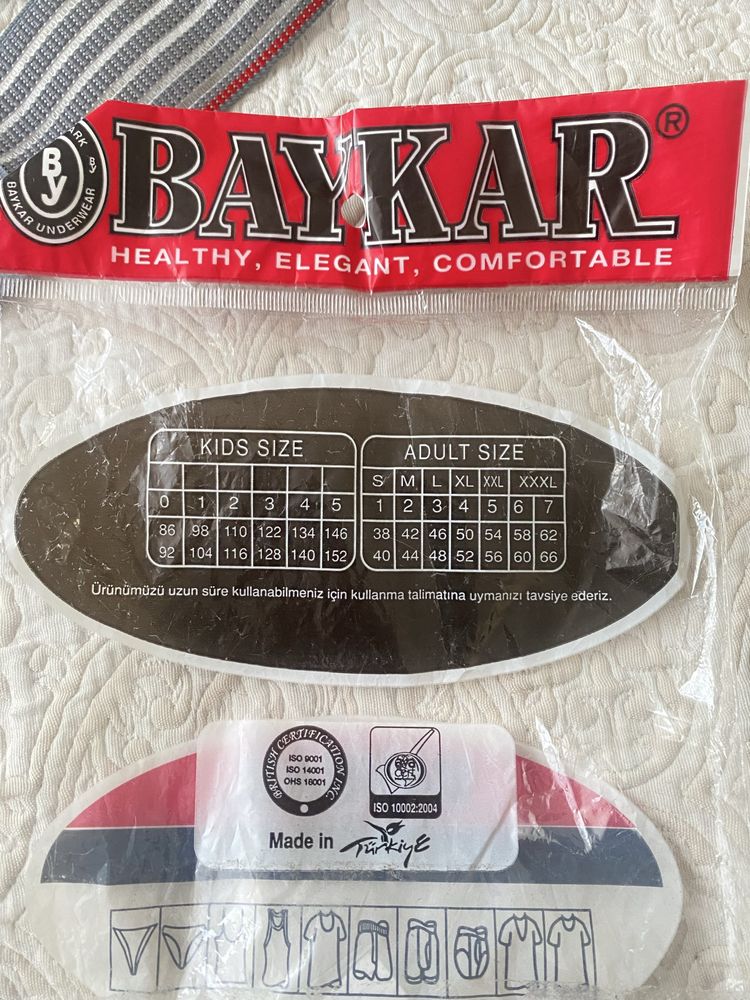 BAYKAR®
ARK By
By
BAYKAR UNDERWEAR
HEALTHY, ELEGANT, COMFORTABLE
KIDS SIZE
0 1 2 3 4 5
86 98 110 122 134 146
92 104 116 128 140 152
ADULT SIZE
S M L XL XXL XXXL
1 2 3 4 5 6 7
38 42 46 50 54 58 62
40 44 48 52 56 60 66
Ürünümüzü uzun süre kullanabilmeniz için kullanma talimatına uymanızı tavsiye ederiz.
BRITISH CERTIFICATION INC.
ISO 9001
ISO 14001
OHS 18001
ISO 10002:2004
Made in Türkiye